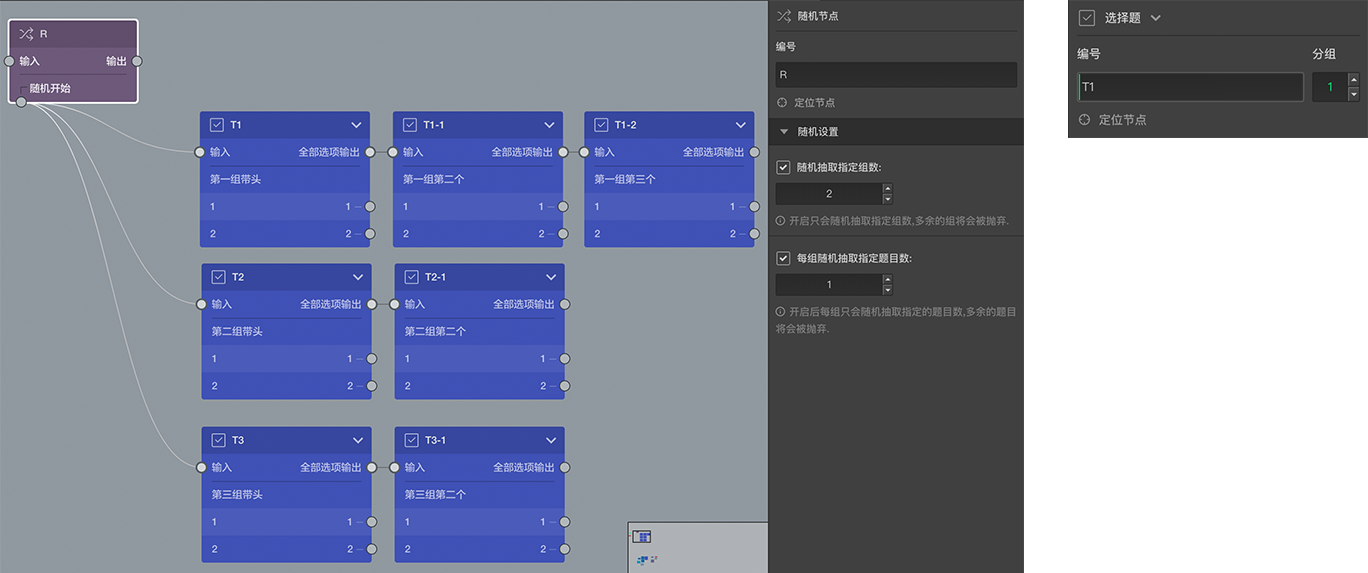 R
输入 输出
随机开始
T1
输入 全部选项输出
第一组带头
1 1
2 2
T1-1
输入 全部选项输出
第一组第二个
1 1
2 2
T1-2
输入 全部选项输出
第一组第三个
1 1
2 2
T2
输入 全部选项输出
第二组带头
1 1
2 2
T2-1
输入 全部选项输出
第二组第二个
1 1
2 2
T3
输入 全部选项输出
第三组带头
1 1
2 2
T3-1
输入 全部选项输出
第三组第二个
1 1
2 2
随机节点
编号
R
定位节点
随机设置
随机抽取指定组数:
2
开启只会随机抽取指定组数,多余的组将会被抛弃.
每组随机抽取指定题目数:
1
开启后每组只会随机抽取指定的题目数,多余的题目
将会被抛弃.
选择题
编号 分组
T1 1
定位节点